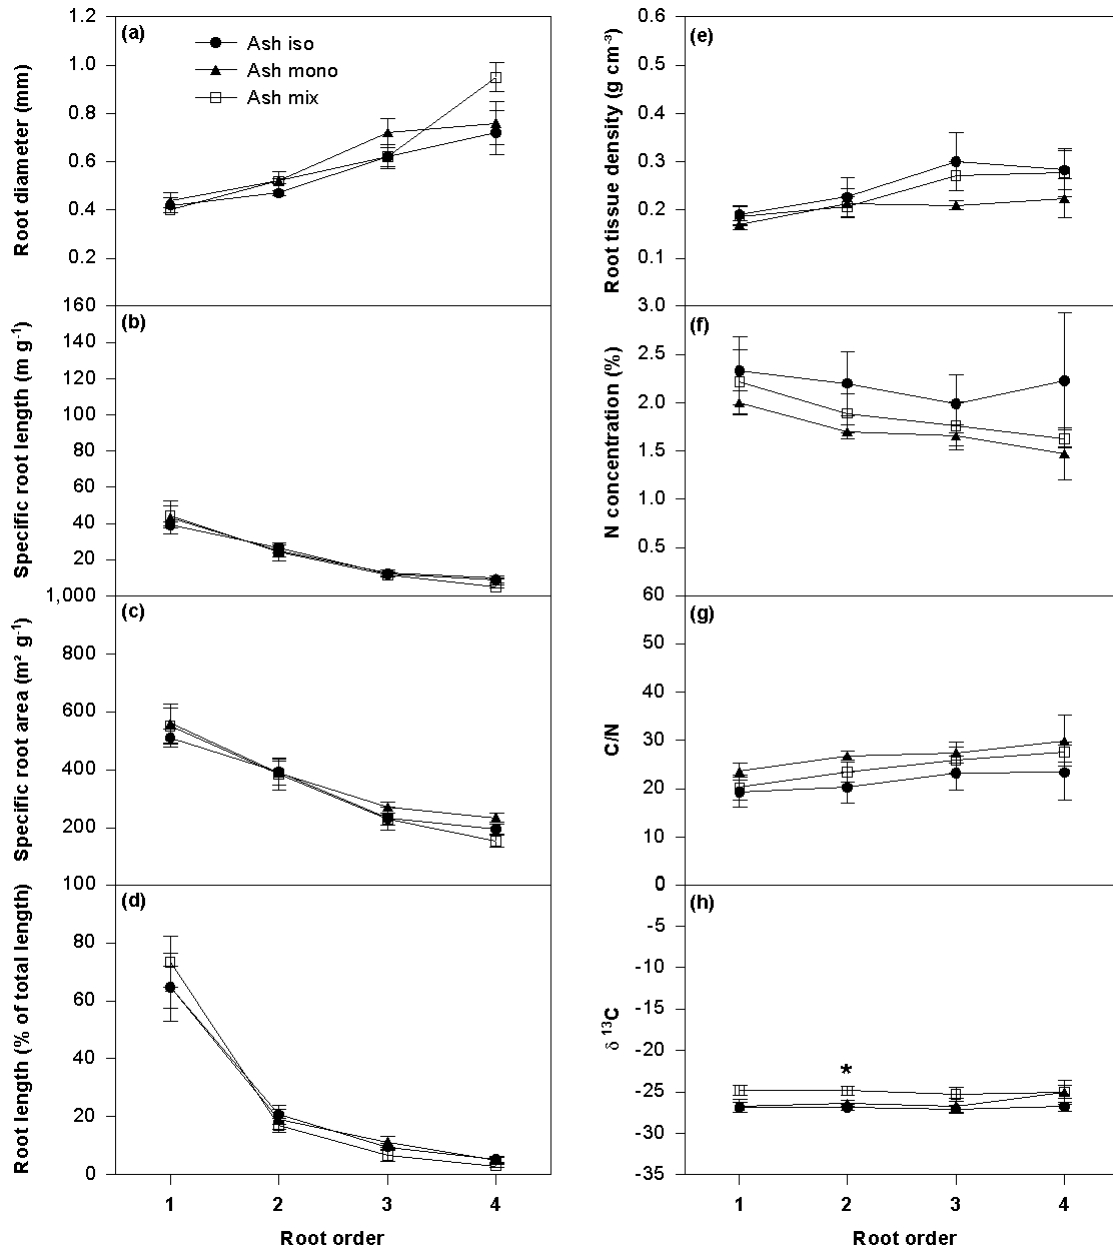 (a)
Ash iso
Ash mono
Ash mix
Root diameter (mm)
1.2
1.0
0.8
0.6
0.4
0.2
160
(b)
Specific root length (m g-1)
140
120
100
80
60
40
20
1,000
(c)
Specific root area (m² g-1)
800
600
400
200
100
(d)
Root length (% of total length)
80
60
40
20
0
1 2 3 4
Root order
(e)
Root tissue density (g cm-3)
0.6
0.5
0.4
0.3
0.2
0.1
3.0
(f)
N concentration (%)
2.5
2.0
1.5
1.0
0.5
60
(g)
C/N
50
40
30
20
10
0
(h)
δ 13C
-5
-10
-15
-20
-25
-30
-35
*
1 2 3 4
Root order